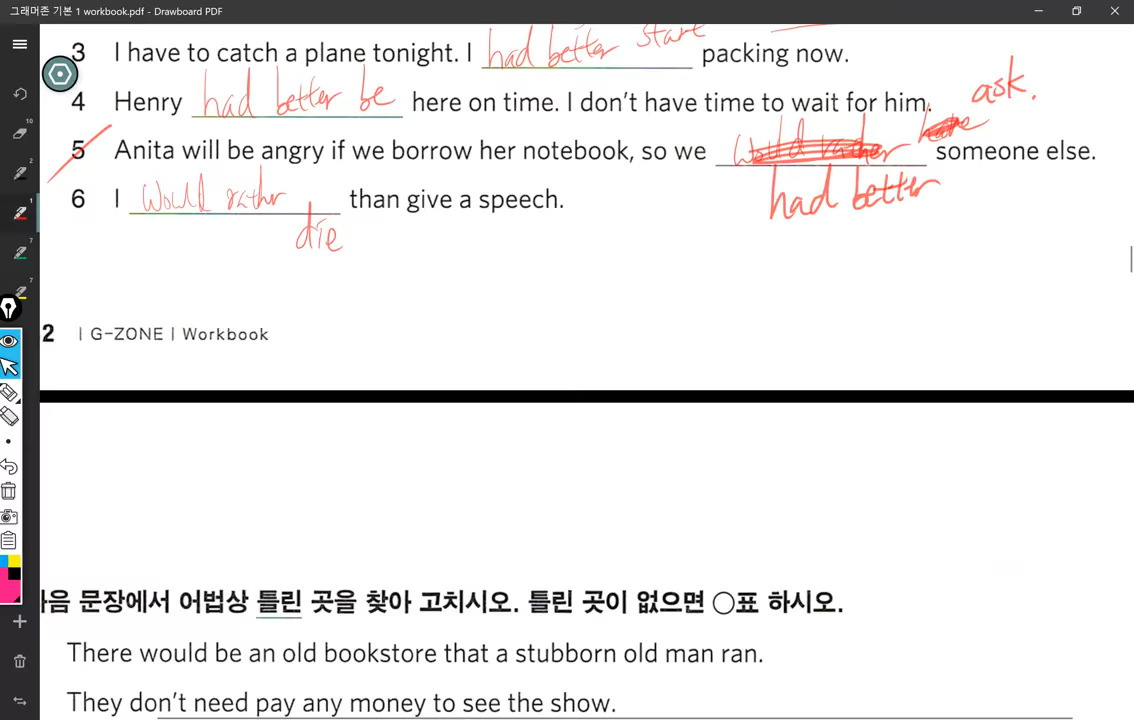 그래머존 기본 1 workbook.pdf - Drawboard PDF
3 I have to catch a plane tonight. I had better start packing now.
4 Henry had better be here on time. I don't have time to wait for him. ask.
5 Anita will be angry if we borrow her notebook, so we would rather someone else.
had better
6 I would rather than give a speech.
die
2 | G-ZONE | Workbook
다음 문장에서 어법상 틀린 곳을 찾아 고치시오. 틀린 곳이 없으면 ○표 하시오.
There would be an old bookstore that a stubborn old man ran.
They don't need pay any money to see the show.